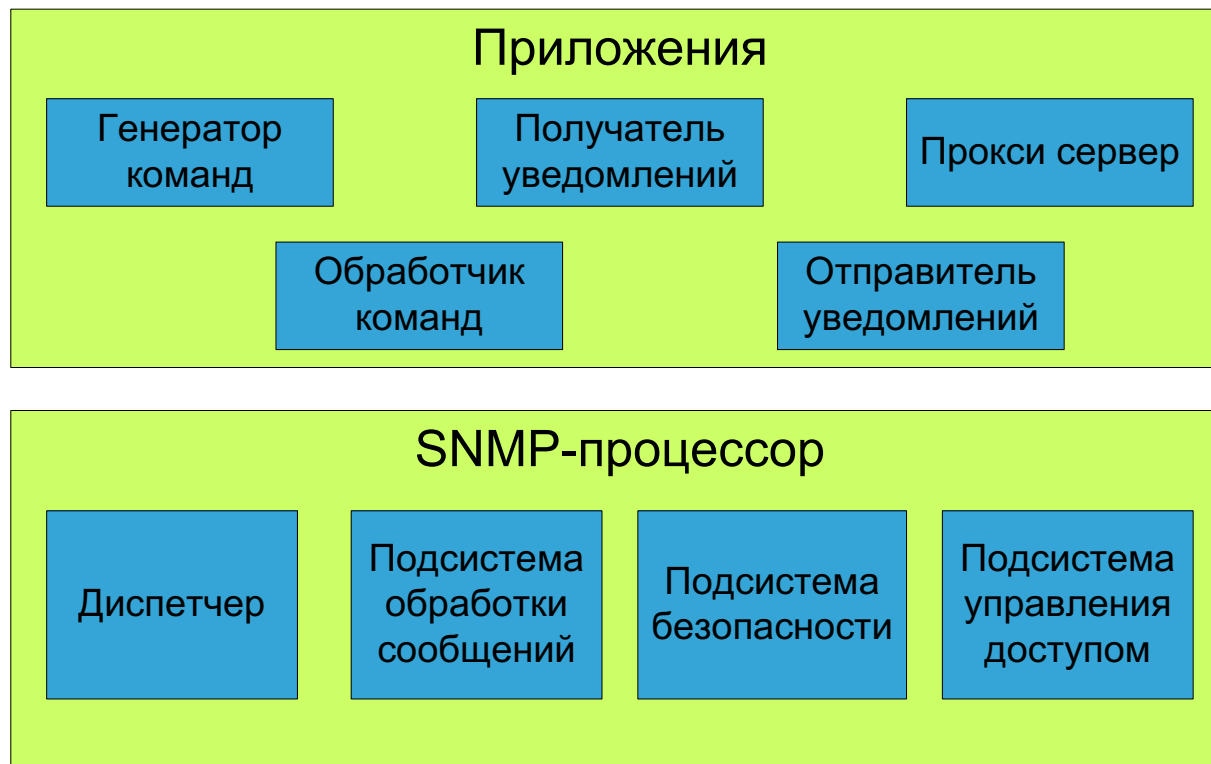 Приложения
Генератор
команд
Получатель
уведомлений
Прокси сервер
Обработчик
команд
Отправитель
уведомлений
SNMP-процессор
Диспетчер
Подсистема
обработки
сообщений
Подсистема
безопасности
Подсистема
управления
доступом